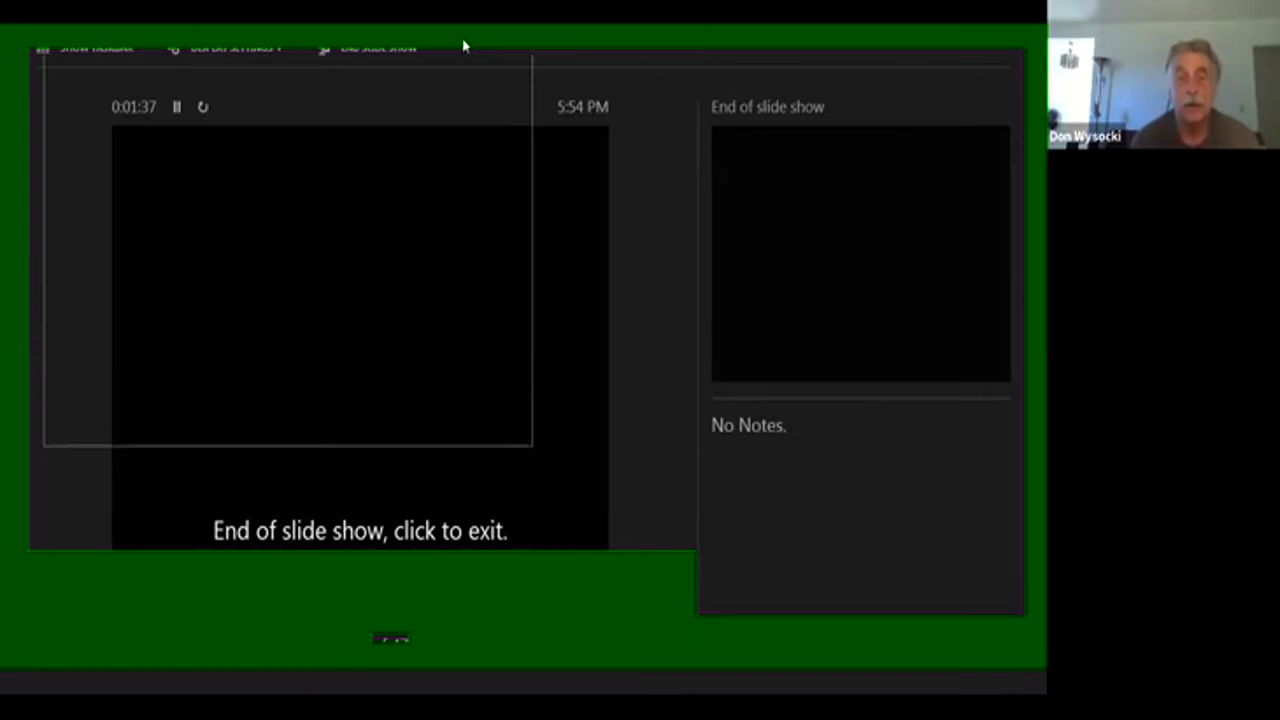 0:01:37
5:54 PM
End of slide show
Don Wysocki
No Notes.
End of slide show, click to exit.